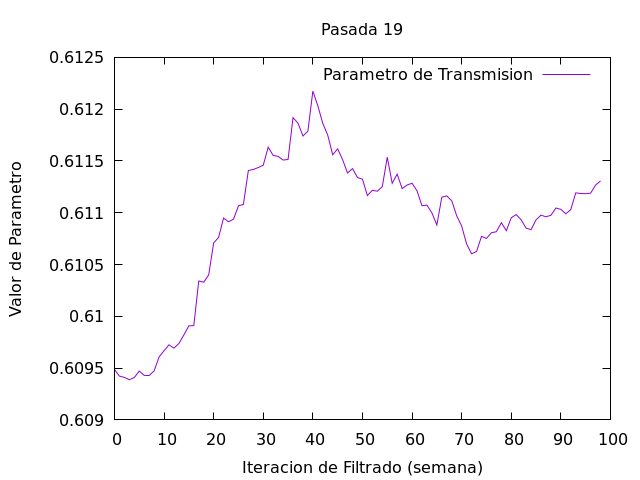 Pasada 19
0.6125
Parametro de Transmision
0.612
0.6115
0.611
0.6105
0.61
0.6095
0.609
Valor de Parametro
0 10 20 30 40 50 60 70 80 90 100
Iteracion de Filtrado (semana)